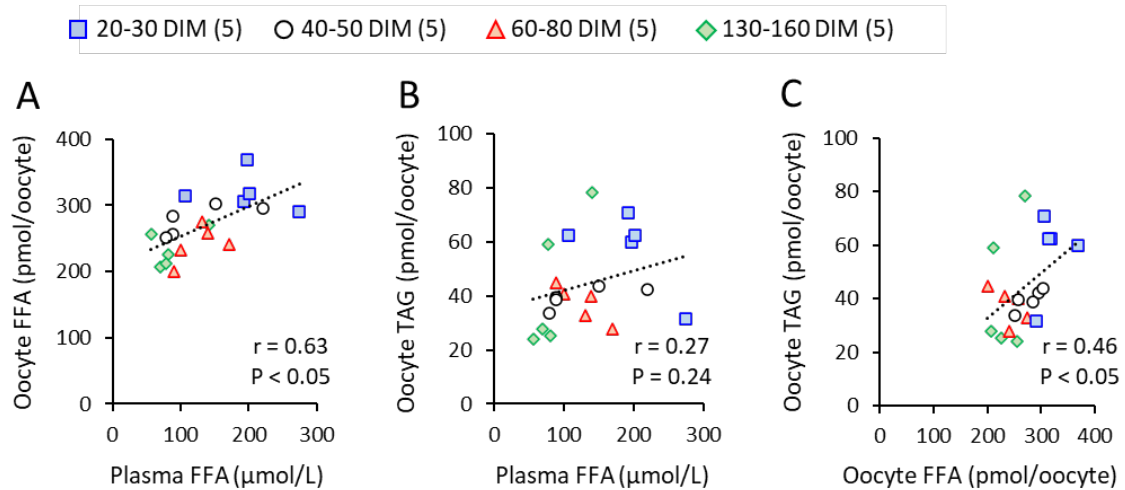 20-30 DIM (5) 40-50 DIM (5) 60-80 DIM (5) 130-160 DIM (5)
A
Oocyte FFA (pmol/oocyte)
400
300
200
100
0
r = 0.63
P < 0.05
0 100 200 300
Plasma FFA (µmol/L)
B
Oocyte TAG (pmol/oocyte)
100
80
60
40
20
0
r = 0.27
P = 0.24
0 100 200 300
Plasma FFA (µmol/L)
C
Oocyte TAG (pmol/oocyte)
100
80
60
40
20
0
r = 0.46
P < 0.05
0 100 200 300 400
Oocyte FFA (pmol/oocyte)